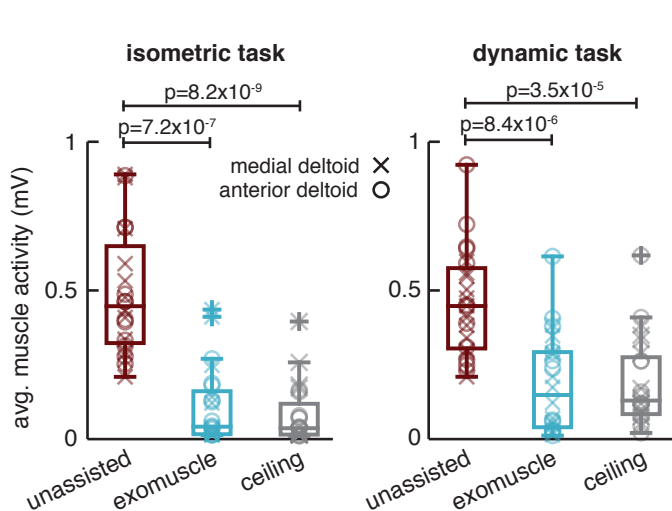 isometric task
dynamic task
p=8.2x10-9
p=3.5x10-5
p=7.2x10-7
p=8.4x10-6
1
1
medial deltoid ×
anterior deltoid ○
avg. muscle activity (mV)
0.5
0.5
0
0
unassisted
exomuscle
ceiling
unassisted
exomuscle
ceiling